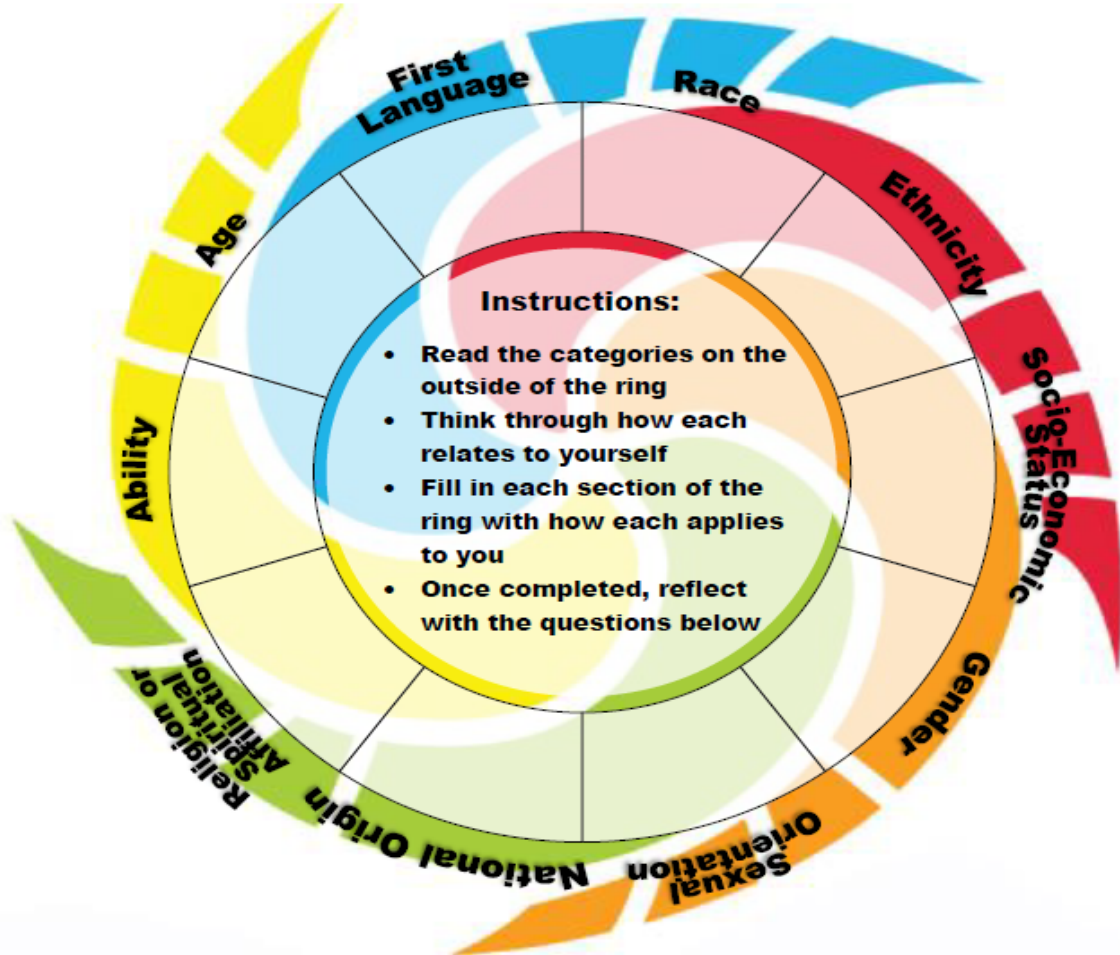 First
Language
Race
Ethnicity
Socio-Economic
Status
Gender
Sexual
Orientation
National Origin
Religion or
Spiritual
Affiliation
Ability
Age
Instructions:
• Read the categories on the
outside of the ring
• Think through how each
relates to yourself
• Fill in each section of the
ring with how each applies
to you
• Once completed, reflect
with the questions below